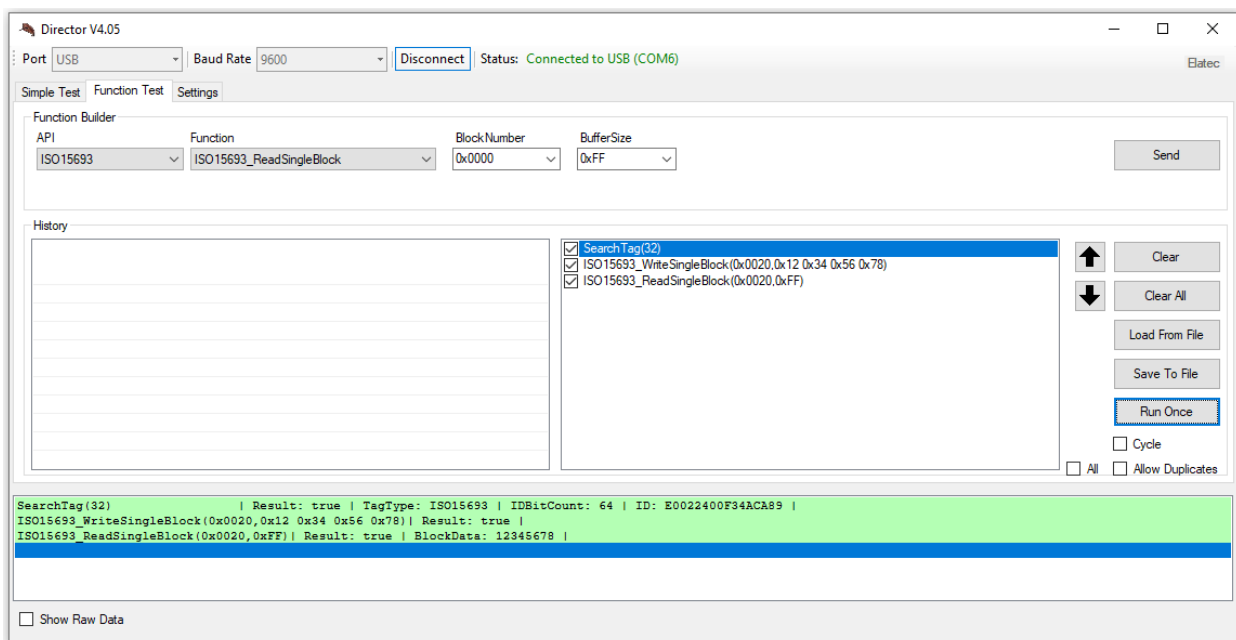 Director V4.05
Port USB Baud Rate 9600 Disconnect Status: Connected to USB (COM6) Elatec
Simple Test Function Test Settings
Function Builder
API Function BlockNumber BufferSize
ISO15693 ISO15693_ReadSingleBlock 0x0000 0xFF Send
History
SearchTag(32)
ISO15693_WriteSingleBlock(0x0020,0x12 0x34 0x56 0x78)
ISO15693_ReadSingleBlock(0x0020,0xFF)
Clear
Clear All
Load From File
Save To File
Run Once
Cycle
All Allow Duplicates
SearchTag(32) | Result: true | TagType: ISO15693 | IDBitCount: 64 | ID: E0022400F34ACA89 |
ISO15693_WriteSingleBlock(0x0020,0x12 0x34 0x56 0x78)| Result: true |
ISO15693_ReadSingleBlock(0x0020,0xFF)| Result: true | BlockData: 12345678 |
Show Raw Data